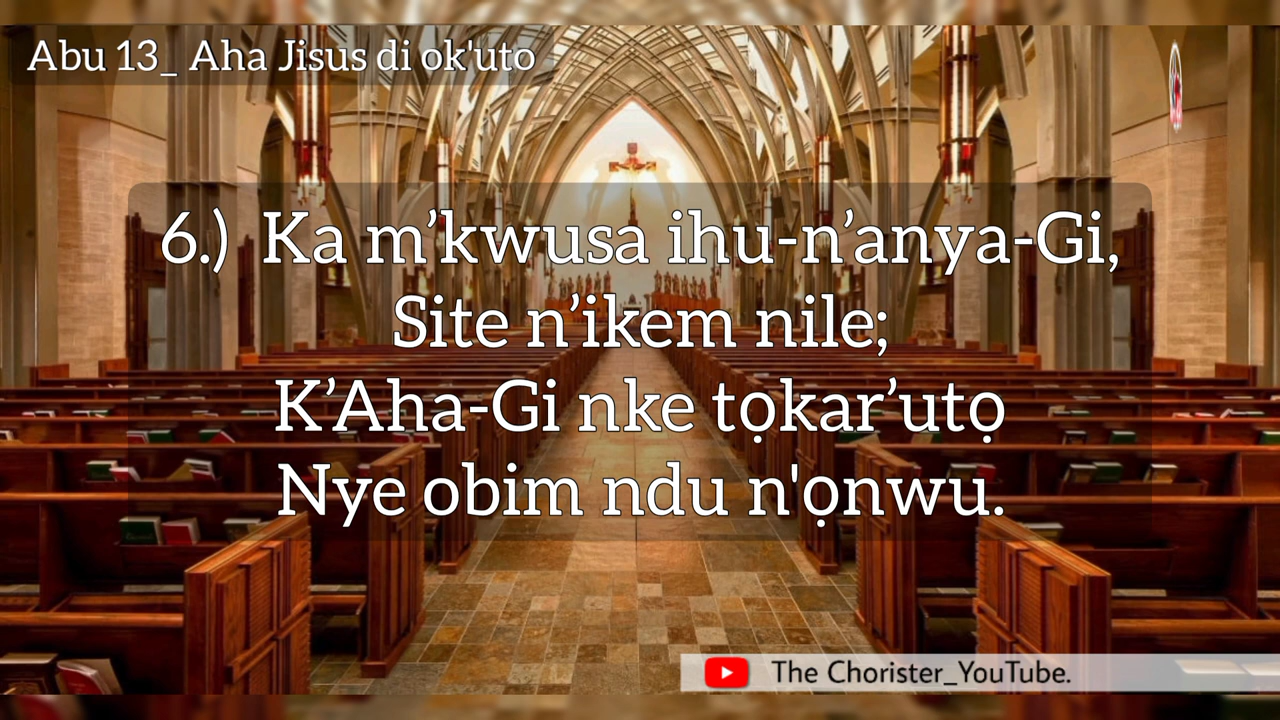 Abu 13_ Aha Jisus di ok'uto
6.) Ka m’kwusa ihu-n’anya-Gi,
Site n’ikem nile;
K’Aha-Gi nke tọkar’utọ
Nye obim ndu n'ọnwu.
The Chorister_YouTube.